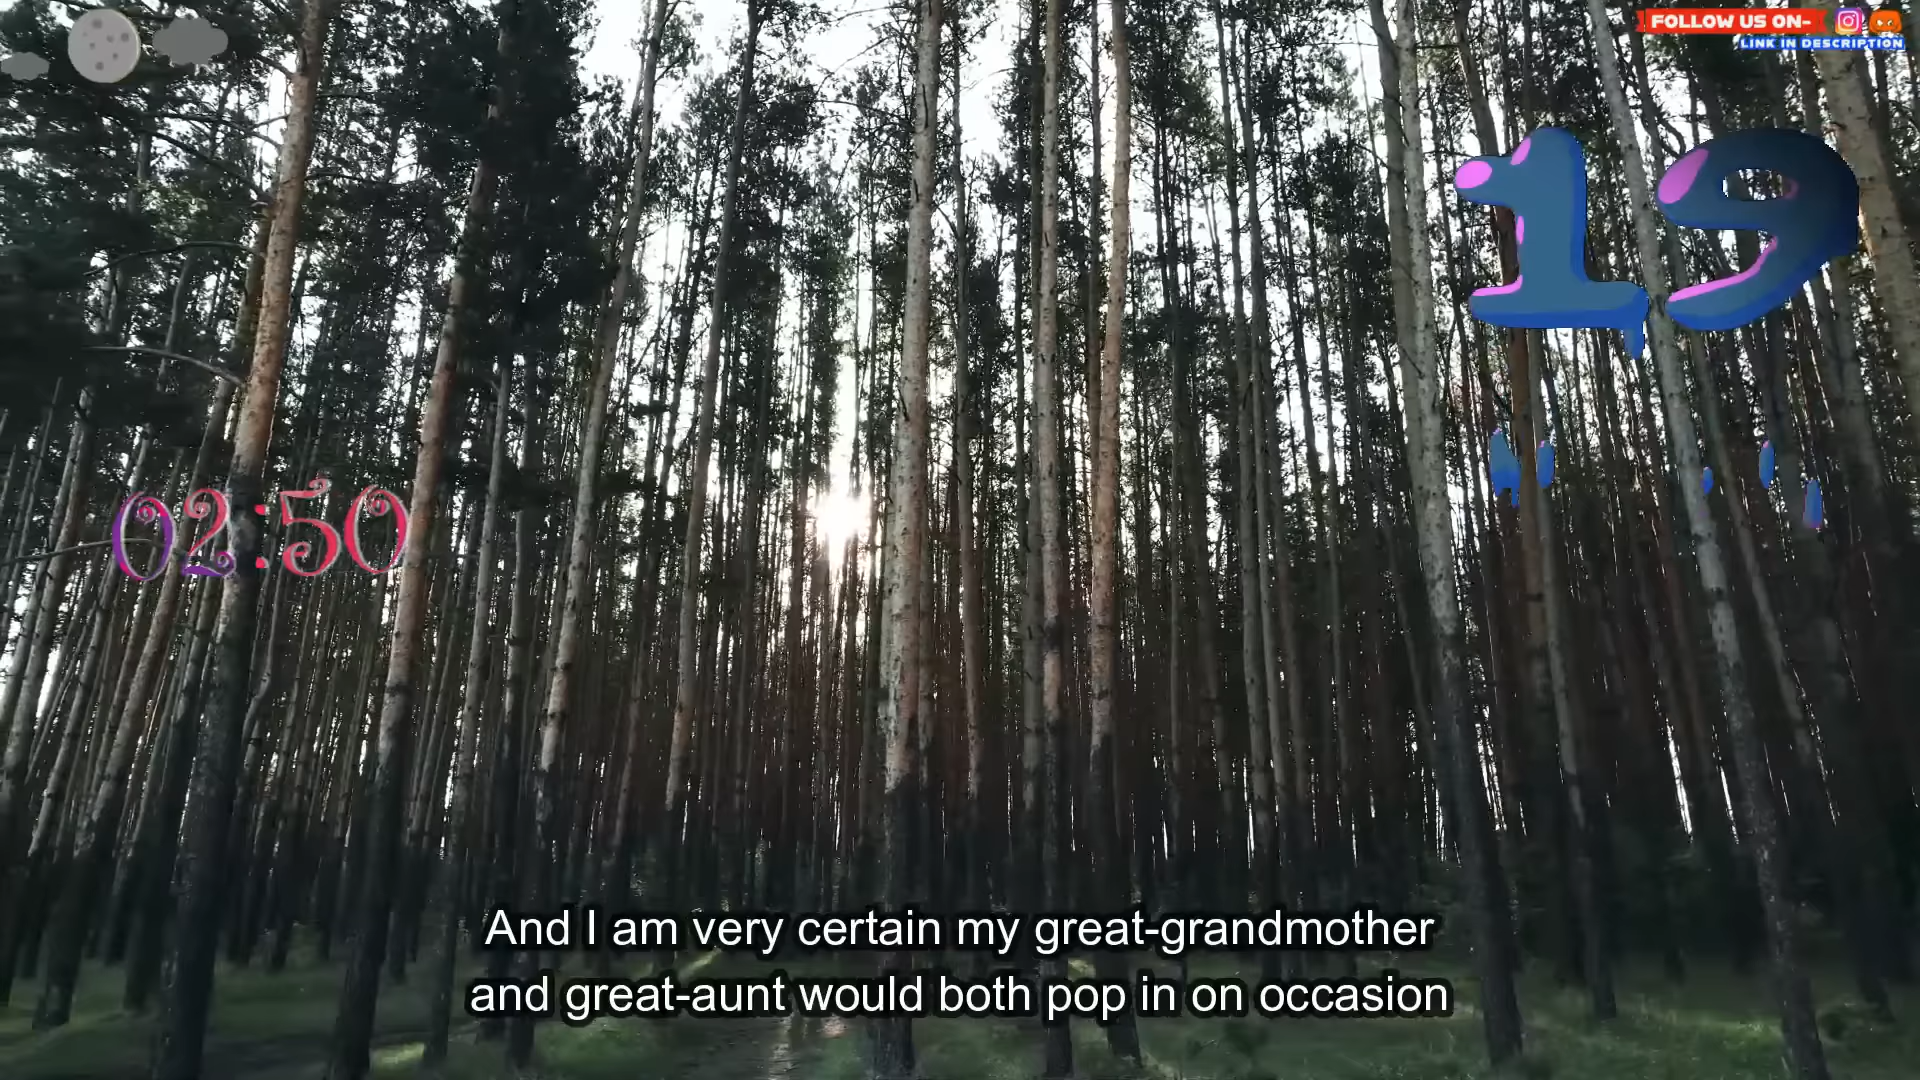 FOLLOW US ON-
LINK IN DESCRIPTION
19
02:50
And I am very certain my great-grandmother
and great-aunt would both pop in on occasion